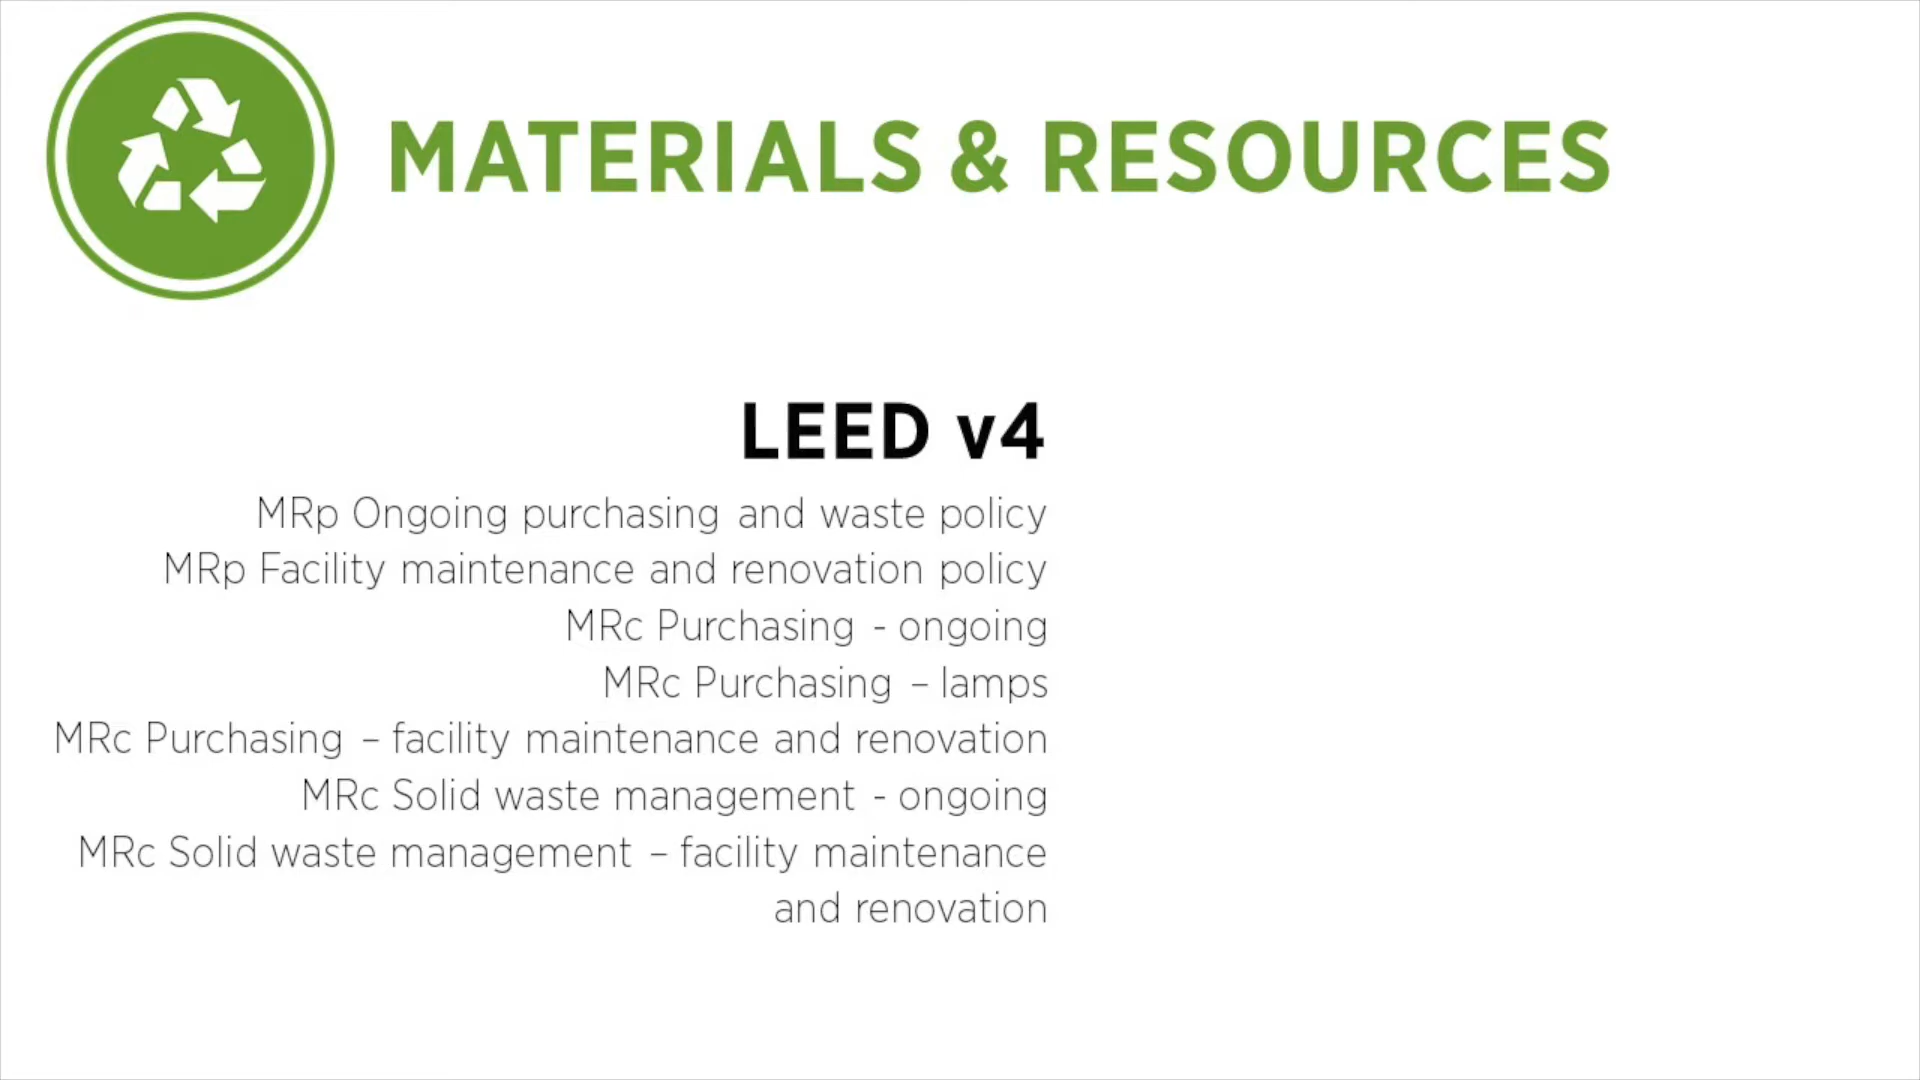 MATERIALS & RESOURCES
LEED v4
MRp Ongoing purchasing and waste policy
MRp Facility maintenance and renovation policy
MRc Purchasing - ongoing
MRc Purchasing – lamps
MRc Purchasing – facility maintenance and renovation
MRc Solid waste management - ongoing
MRc Solid waste management – facility maintenance
and renovation